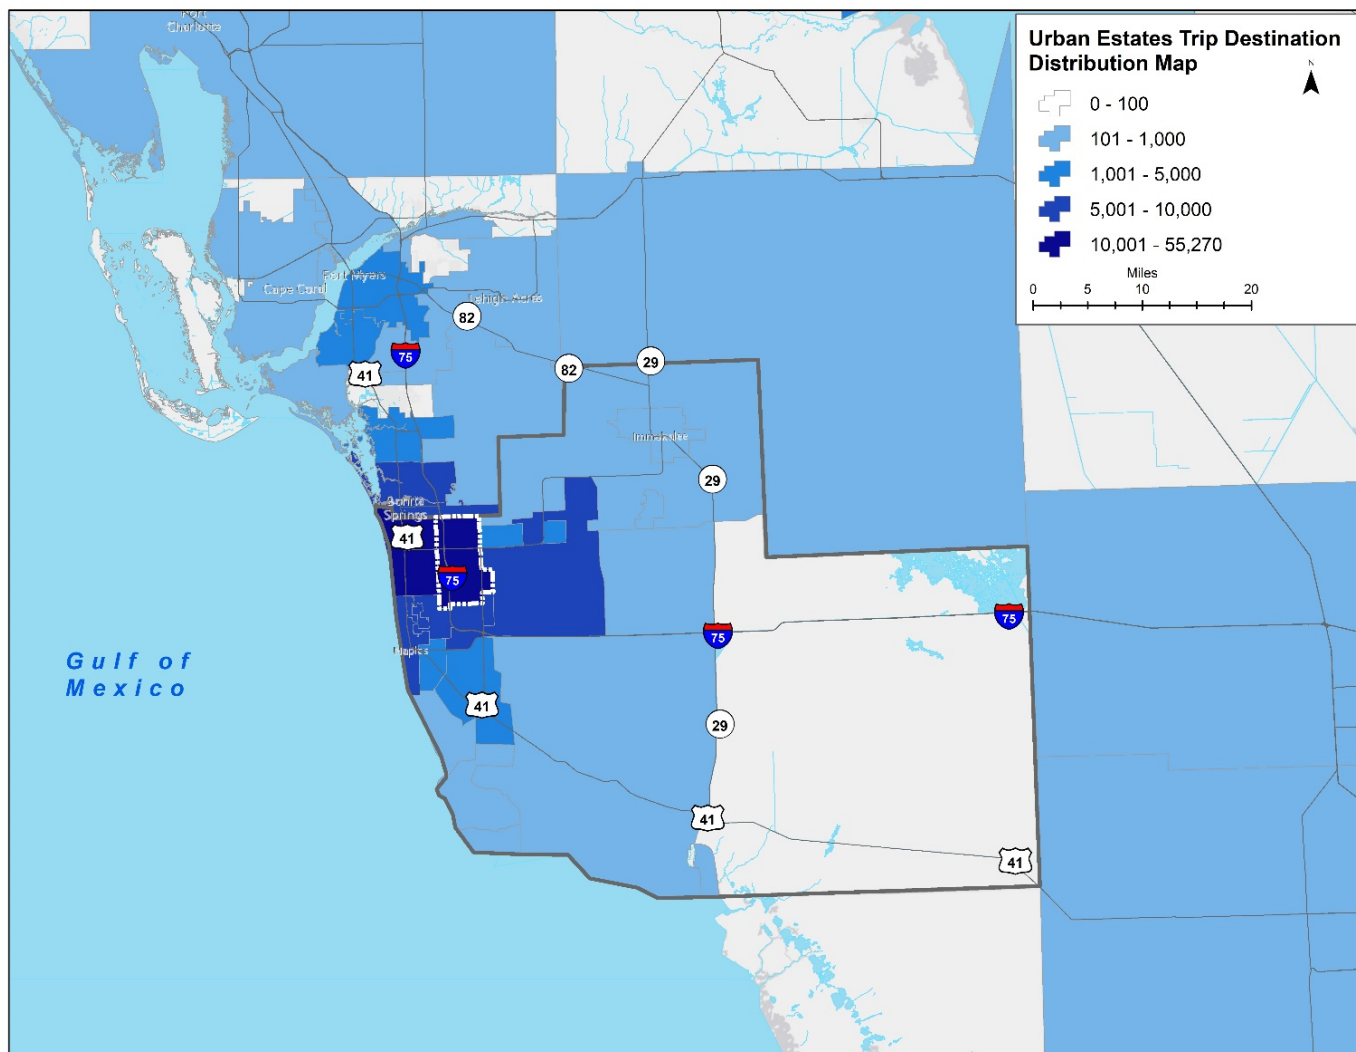 Port
Charlotte
Urban Estates Trip Destination
Distribution Map
N
0 - 100
101 - 1,000
1,001 - 5,000
5,001 - 10,000
10,001 - 55,270
Miles
0 5 10 20
Fort Myers
Cape Coral
Lehigh Acres
82
75
41
82
29
Immokalee
29
Bonita
Springs
41
75
75
75
Naples
Gulf of
Mexico
41
29
41
41